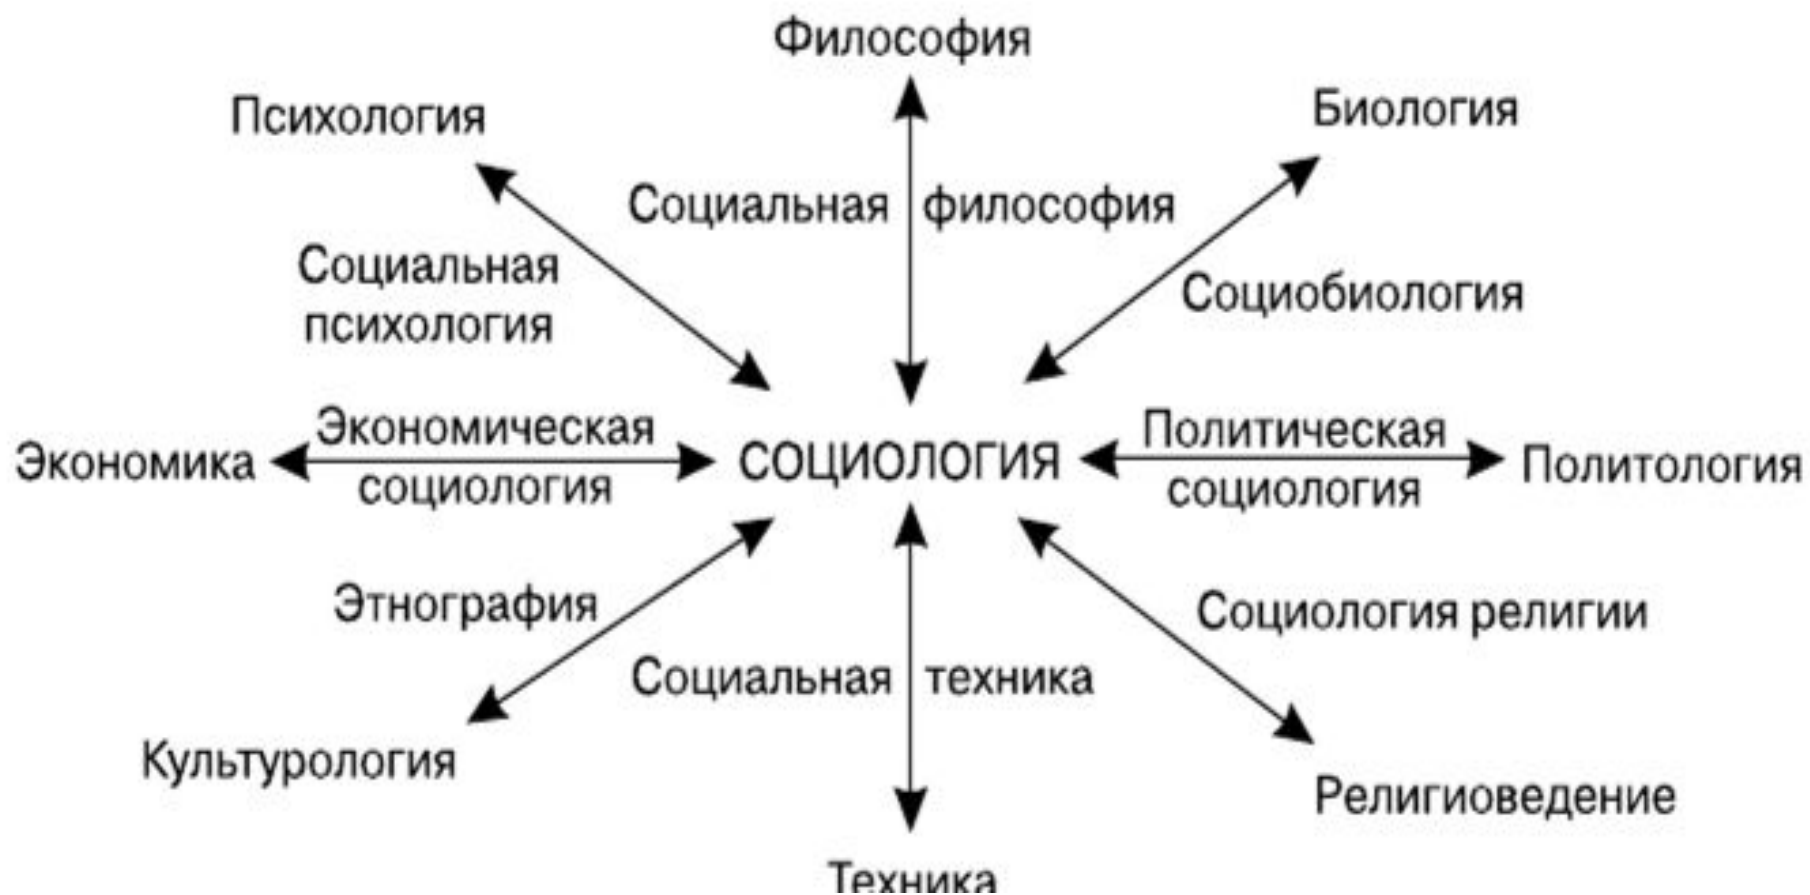 Философия
Психология
Биология
Социальная философия
Социальная
психология
Социобиология
Экономическая
социология
Экономика
СОЦИОЛОГИЯ
Политическая
социология
Политология
Этнография
Социология религии
Социальная техника
Культурология
Религиоведение
Техника